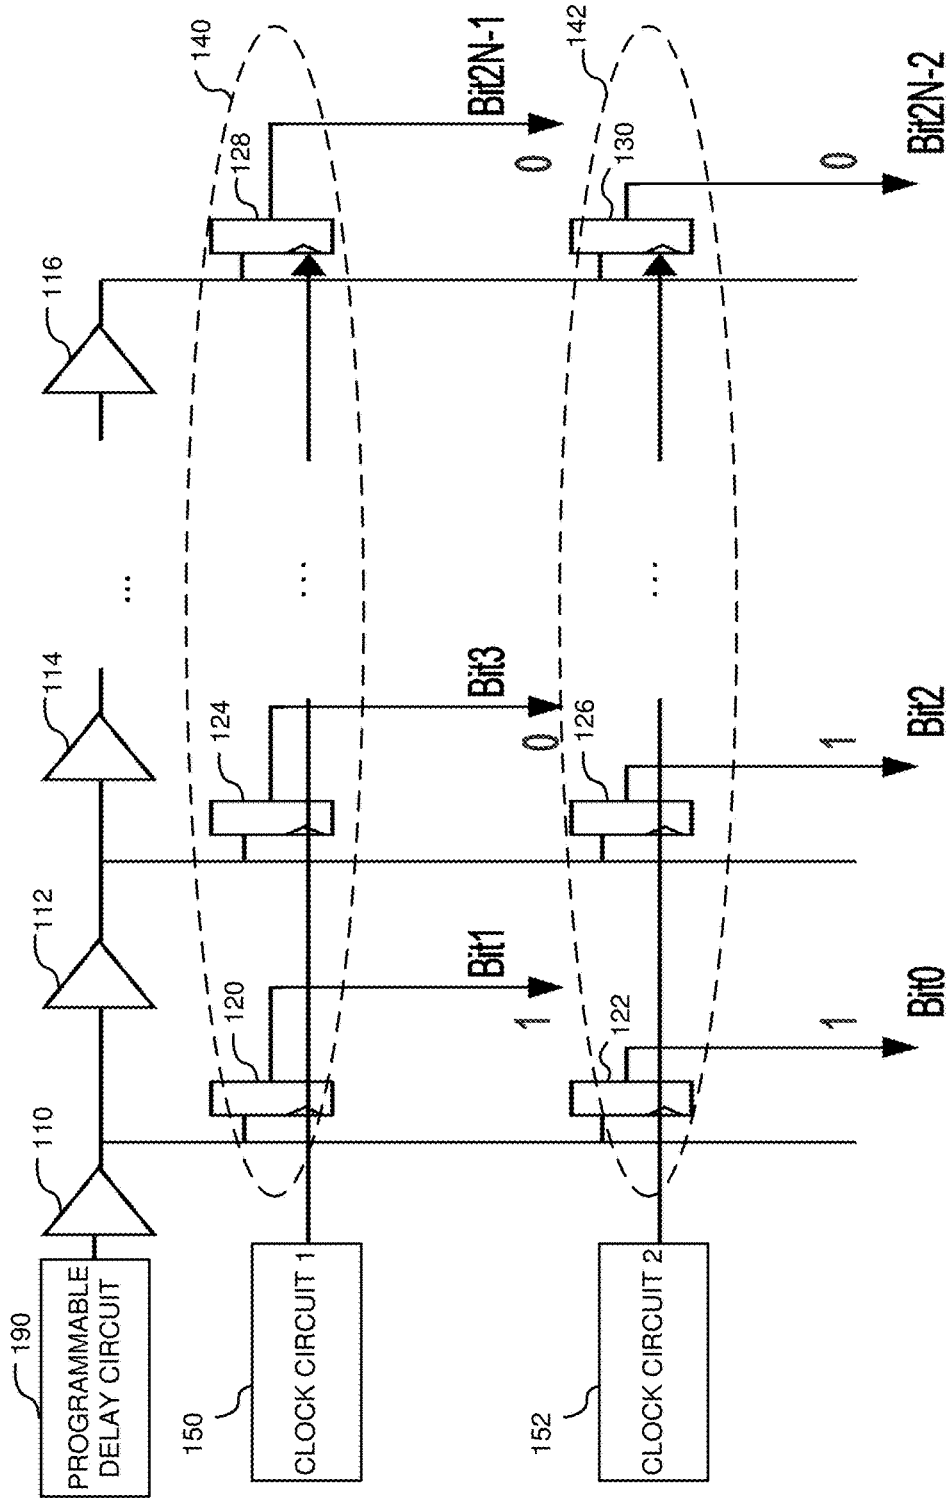 190
PROGRAMMABLE
DELAY CIRCUIT
110
112
114
...
116
140
150
CLOCK CIRCUIT 1
120
124
...
128
1
Bit1
0
Bit3
0
Bit2N-1
142
152
CLOCK CIRCUIT 2
122
126
...
130
1
Bit0
1
Bit2
0
Bit2N-2